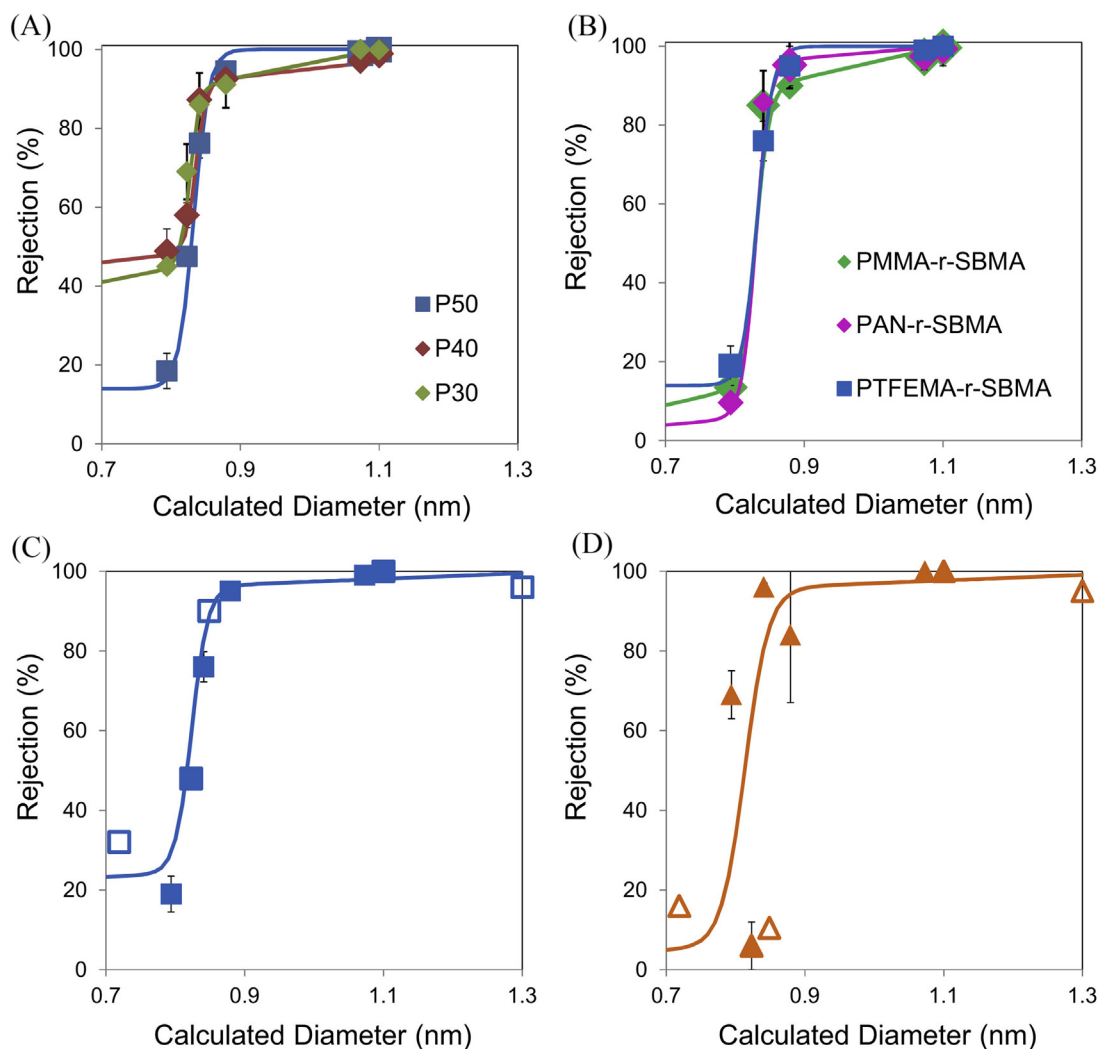 (A)
100
80
60
40
20
0
Rejection (%)
0.7
0.9
1.1
1.3
Calculated Diameter (nm)
P50
P40
P30
(B)
100
80
60
40
20
0
Rejection (%)
0.7
0.9
1.1
1.3
Calculated Diameter (nm)
PMMA-r-SBMA
PAN-r-SBMA
PTFEMA-r-SBMA
(C)
100
80
60
40
20
0
Rejection (%)
0.7
0.9
1.1
1.3
Calculated Diameter (nm)
(D)
100
80
60
40
20
0
Rejection (%)
0.7
0.9
1.1
1.3
Calculated Diameter (nm)